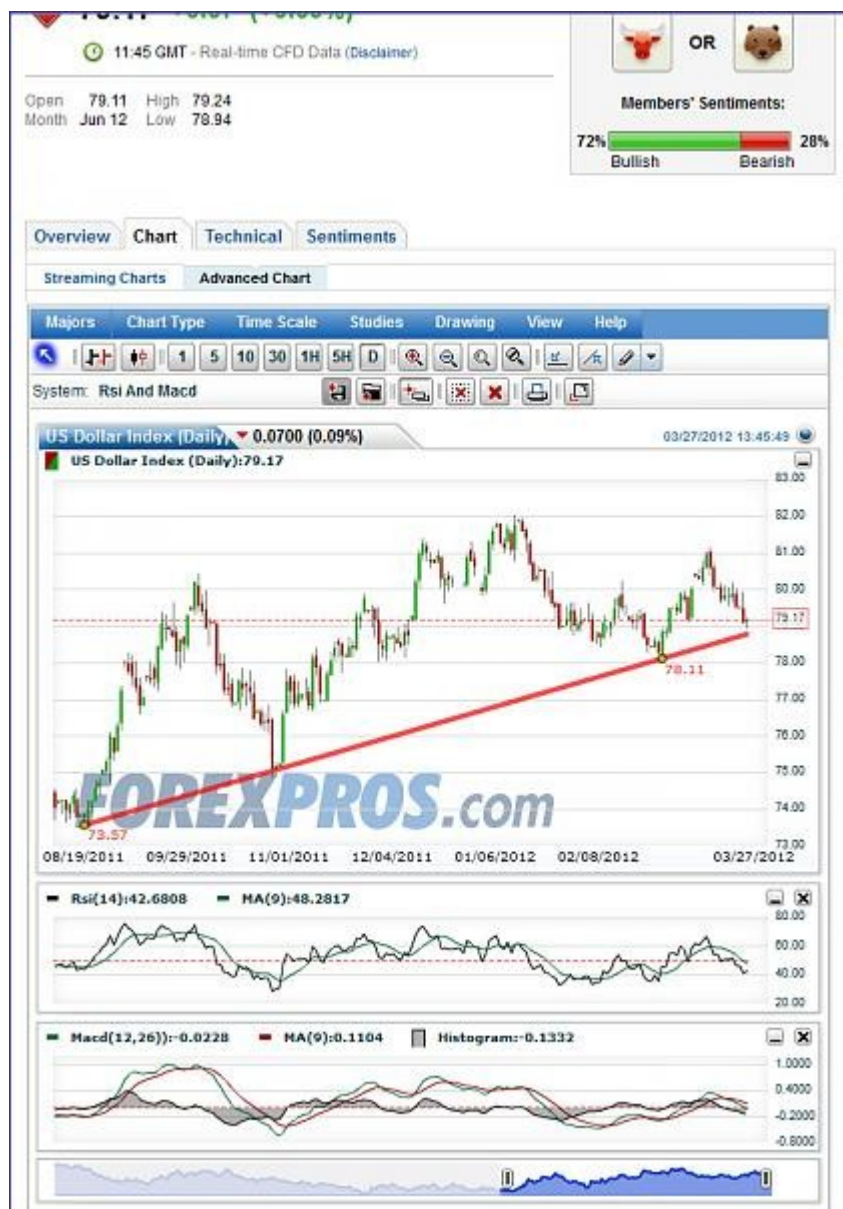 11:45 GMT - Real-time CFD Data (Disclaimer)
OR
Open 79.11 High 79.24
Month Jun 12 Low 78.94
Members' Sentiments:
72% 28%
Bullish Bearish
Overview Chart Technical Sentiments
Streaming Charts Advanced Chart
Majors Chart Type Time Scale Studies Drawing View Help
1 5 10 30 1H 5H D
System: Rsi And Macd
US Dollar Index (Daily) 0.0700 (0.09%) 03/27/2012 13:45:49
US Dollar Index (Daily):79.17
83.00
82.00
81.00
80.00
79.17
78.00
78.11
77.00
76.00
75.00
FOREXPROS.com
74.00
73.57
73.00
08/19/2011 09/29/2011 11/01/2011 12/04/2011 01/06/2012 02/08/2012 03/27/2012
Rsi(14):42.6808 MA(9):48.2817
80.00
60.00
40.00
20.00
Macd(12,26)):-0.0228 MA(9):0.1104 Histogram:-0.1332
1.0000
0.4000
-0.2000
-0.8000